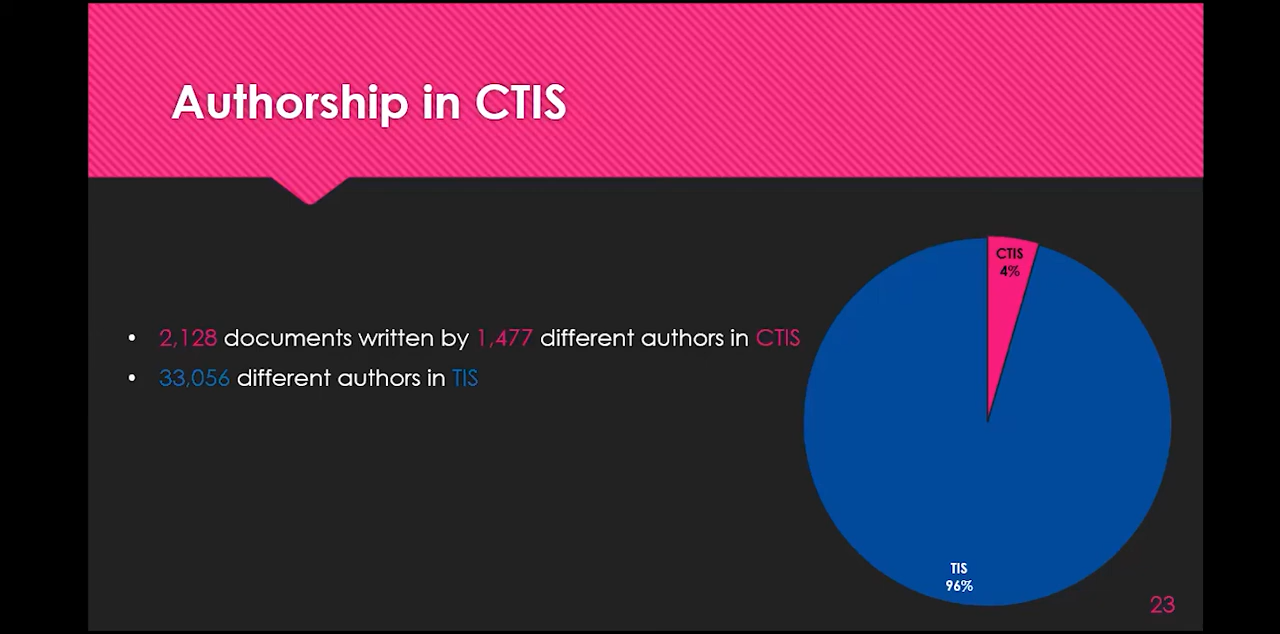 Authorship in CTIS
• 2,128 documents written by 1,477 different authors in CTIS
• 33,056 different authors in TIS
CTIS
4%
TIS
96%
23